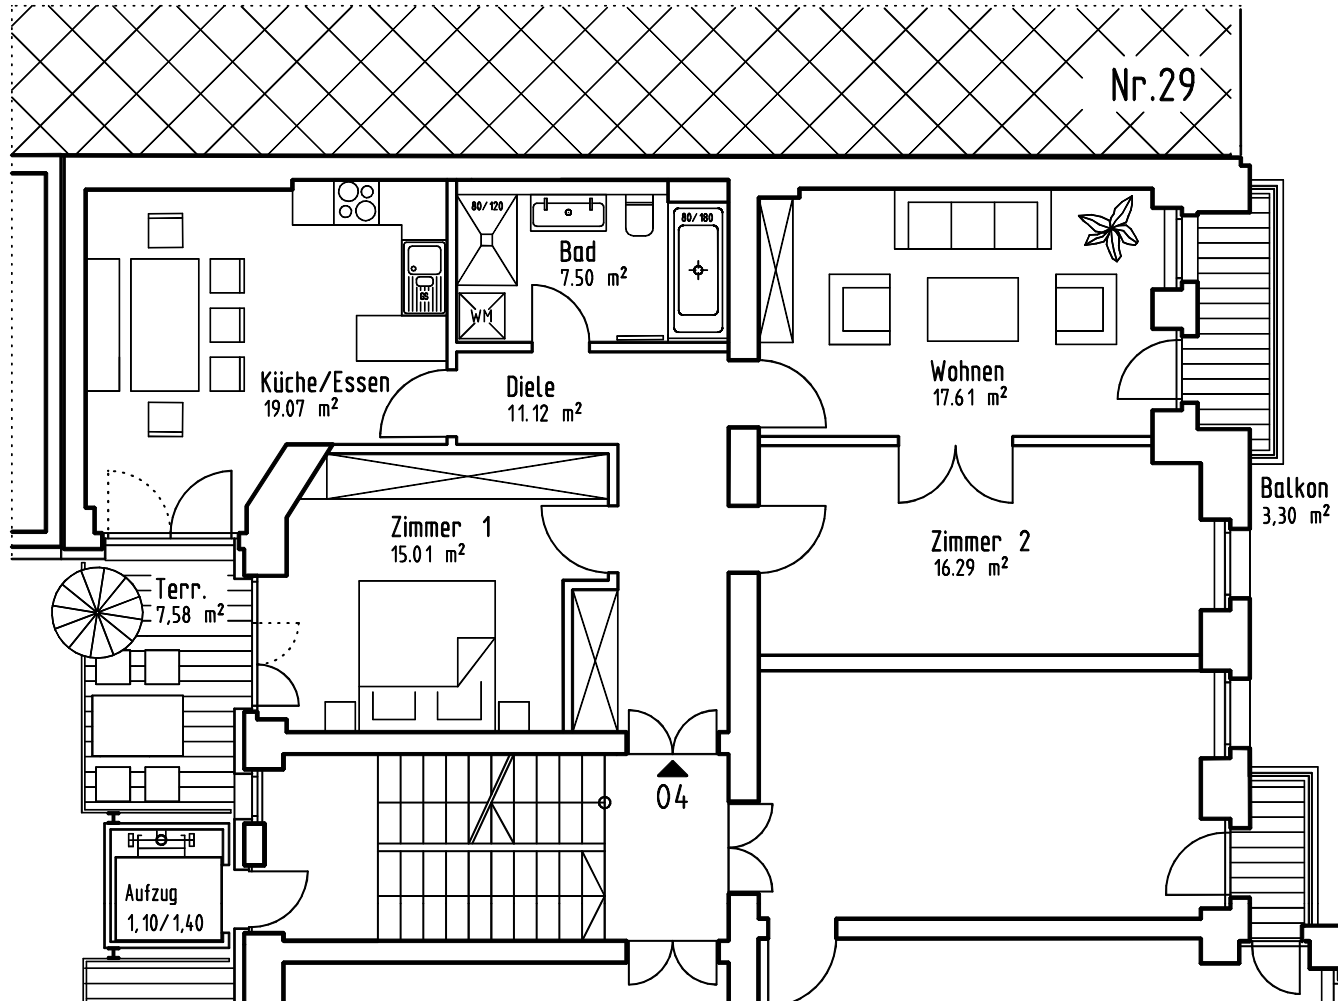 Nr.29
80/120
80/180
Bad
7.50 m²
WM
GS
Küche/Essen
19.07 m²
Diele
11.12 m²
Wohnen
17.61 m²
Balkon
3,30 m²
Zimmer 1
15.01 m²
Zimmer 2
16.29 m²
Terr.
7,58 m²
04
Aufzug
1,10/1,40